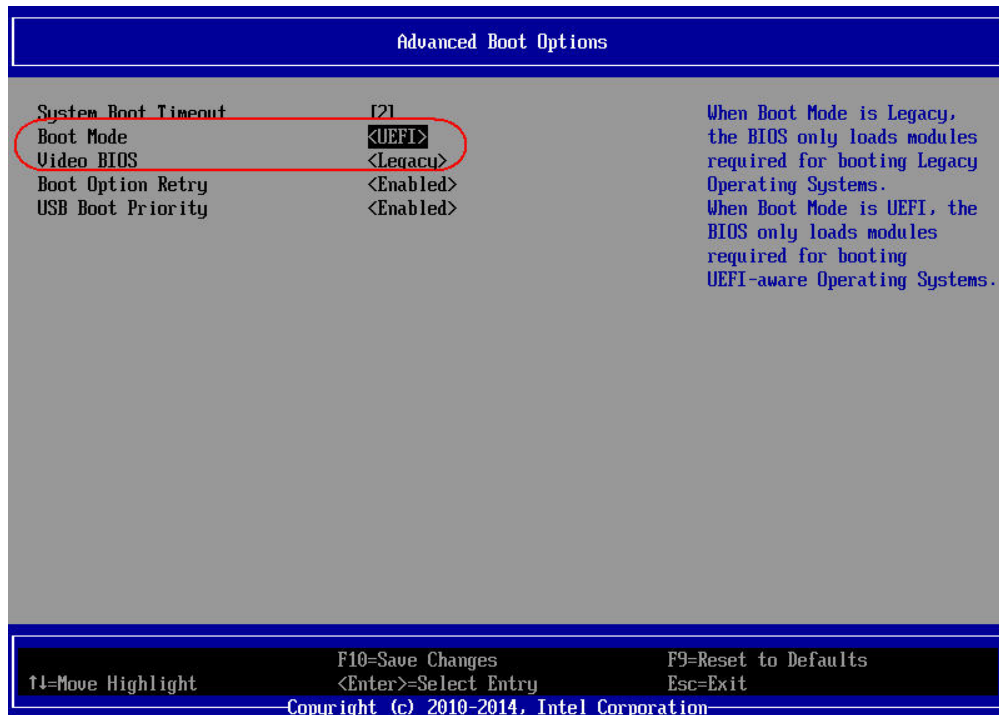 Advanced Boot Options
System Boot Timeout [2]
Boot Mode <UEFI>
Video BIOS <Legacy>
Boot Option Retry <Enabled>
USB Boot Priority <Enabled>
When Boot Mode is Legacy,
the BIOS only loads modules
required for booting Legacy
Operating Systems.
When Boot Mode is UEFI, the
BIOS only loads modules
required for booting
UEFI-aware Operating Systems.
F10=Save Changes F9=Reset to Defaults
↑↓=Move Highlight <Enter>=Select Entry Esc=Exit
Copyright (c) 2010-2014, Intel Corporation